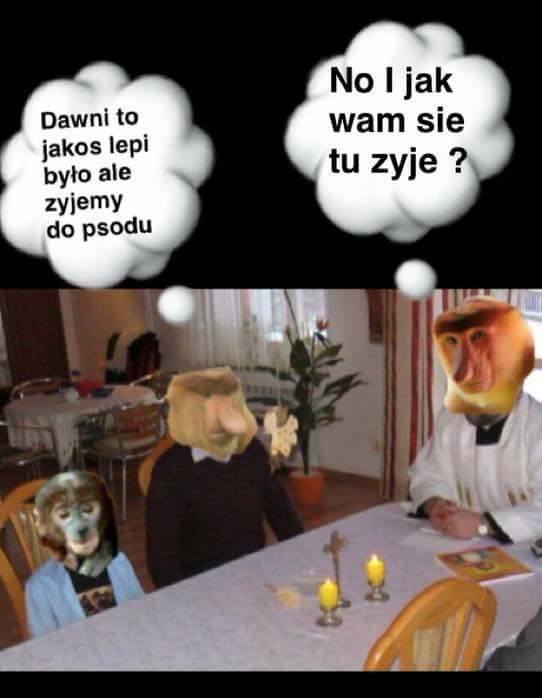 No I jak
wam sie
tu zyje ?
Dawni to
jakos lepi
było ale
zyjemy
do psodu